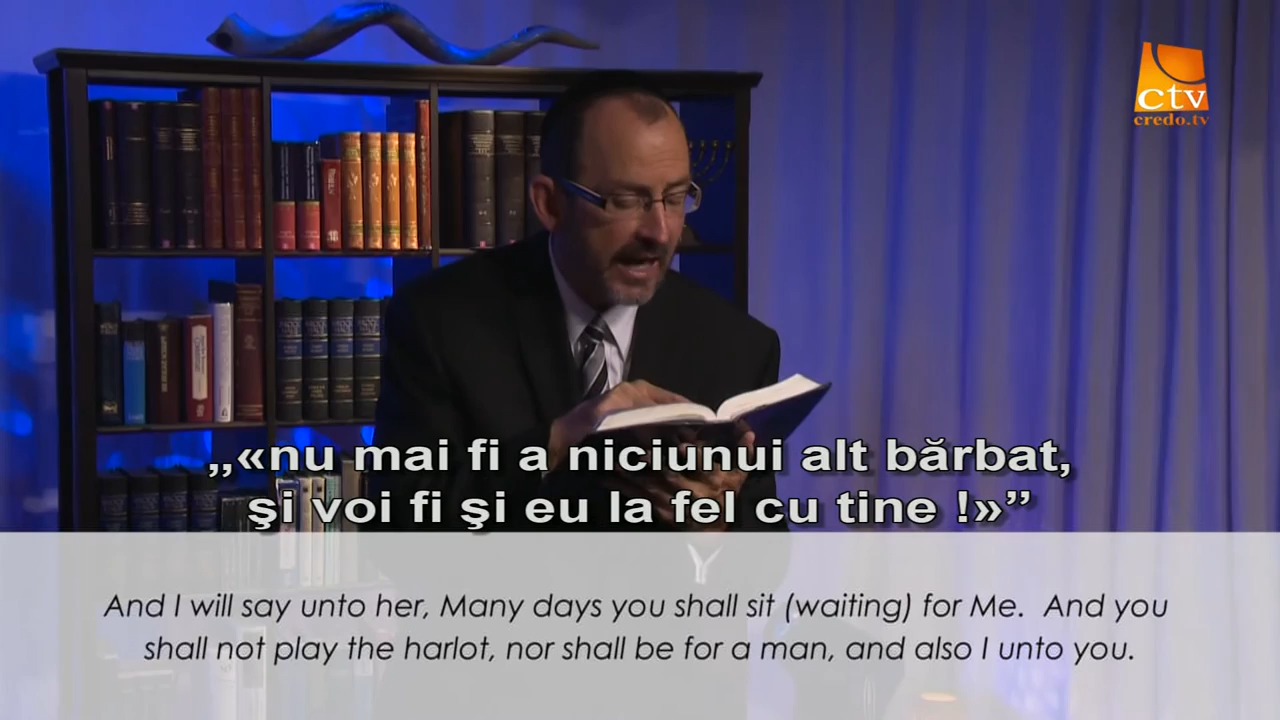 ctv
credo.tv
„«nu mai fi a niciunui alt bărbat,
şi voi fi şi eu la fel cu tine !»”
And I will say unto her, Many days you shall sit (waiting) for Me. And you
shall not play the harlot, nor shall be for a man, and also I unto you.